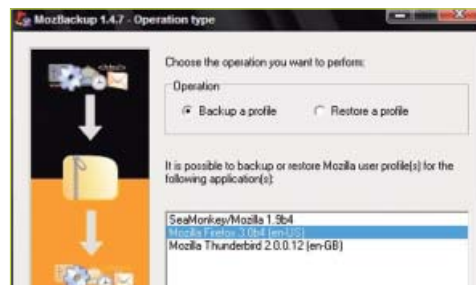 MozBackup 1.4.7 - Operation type
Choose the operation you want to perform:
Operation
Backup a profile
Restore a profile
It is possible to backup or restore Mozilla user profile(s) for the
following application(s):
SeaMonkey/Mozilla 1.9b4
Mozilla Firefox 3.0b4 (en-US)
Mozilla Thunderbird 2.0.0.12 (en-GB)